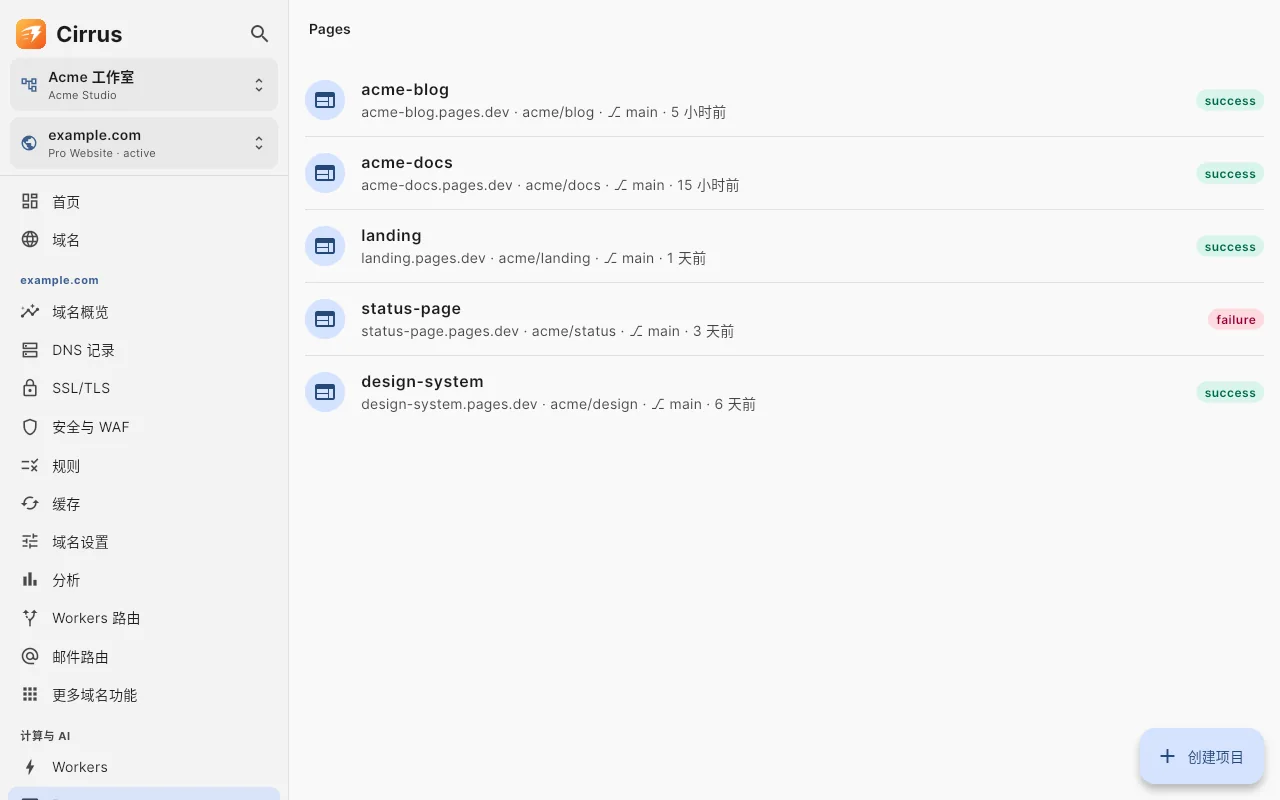 Cirrus
Acme 工作室
Acme Studio
example.com
Pro Website · active
首页
域名
example.com
域名概览
DNS 记录
SSL/TLS
安全与 WAF
规则
缓存
域名设置
分析
Workers 路由
邮件路由
更多域名功能
计算与 AI
Workers
Pages
acme-blog
acme-blog.pages.dev · acme/blog · ⎇ main · 5 小时前
success
acme-docs
acme-docs.pages.dev · acme/docs · ⎇ main · 15 小时前
success
landing
landing.pages.dev · acme/landing · ⎇ main · 1 天前
success
status-page
status-page.pages.dev · acme/status · ⎇ main · 3 天前
failure
design-system
design-system.pages.dev · acme/design · ⎇ main · 6 天前
success
创建项目